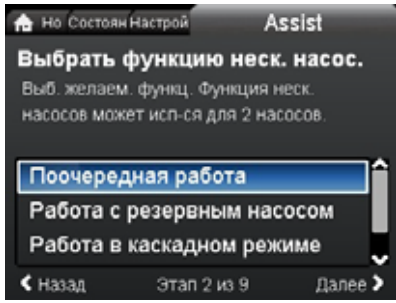 Но Состоян Настрой Assist
Выбрать функцию неск. насос.
Выб. желаем. функц. Функция неск.
насосов может исп-ся для 2 насосов.
Поочередная работа
Работа с резервным насосом
Работа в каскадном режиме
Назад Этап 2 из 9 Далее